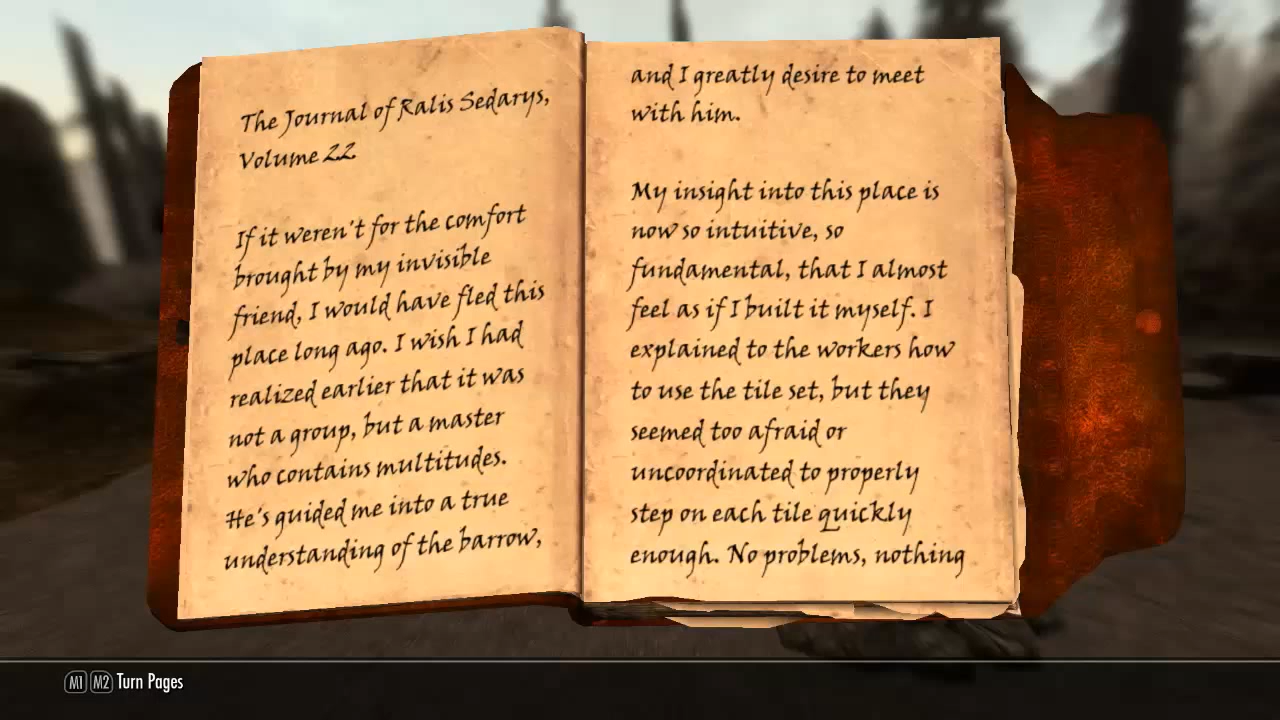 The Journal of Ralis Sedarys,
Volume 22
If it weren't for the comfort
brought by my invisible
friend, I would have fled this
place long ago. I wish I had
realized earlier that it was
not a group, but a master
who contains multitudes.
He's guided me into a true
understanding of the barrow,
and I greatly desire to meet
with him.
My insight into this place is
now so intuitive, so
fundamental, that I almost
feel as if I built it myself. I
explained to the workers how
to use the tile set, but they
seemed too afraid or
uncoordinated to properly
step on each tile quickly
enough. No problems, nothing
M1 M2 Turn Pages